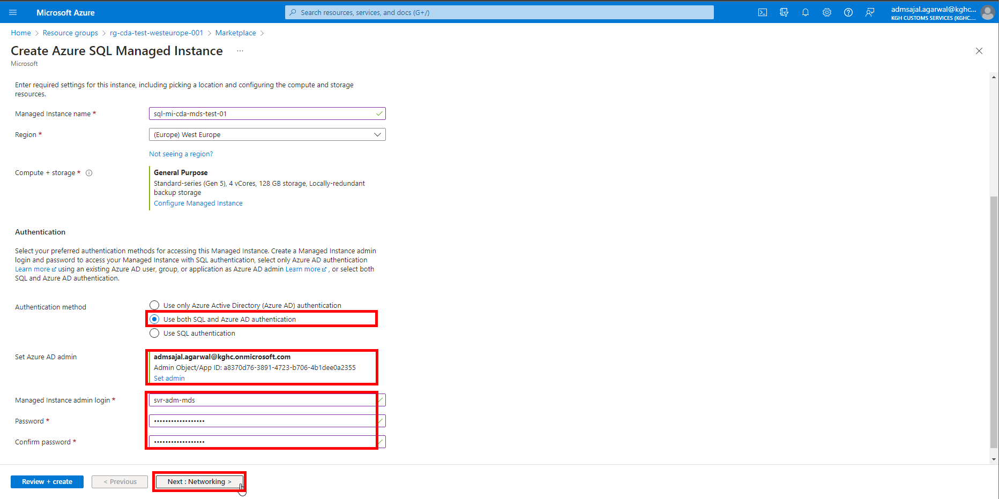 Microsoft Azure
Search resources, services, and docs (G+/)
admsajal.agarwal@kghc...
KGH CUSTOMS SERVICES (KGHC....
Home > Resource groups > rg-cda-test-westeurope-001 > Marketplace >
Create Azure SQL Managed Instance ...
Microsoft
Enter required settings for this instance, including picking a location and configuring the compute and storage
resources.
Managed Instance name *
sql-mi-cda-mds-test-01
Region *
(Europe) West Europe
Not seeing a region?
Compute + storage *
General Purpose
Standard-series (Gen 5), 4 vCores, 128 GB storage, Locally-redundant
backup storage
Configure Managed Instance
Authentication
Select your preferred authentication methods for accessing this Managed Instance. Create a Managed Instance admin
login and password to access your Managed Instance with SQL authentication, select only Azure AD authentication
Learn more using an existing Azure AD user, group, or application as Azure AD admin Learn more , or select both
SQL and Azure AD authentication.
Authentication method
Use only Azure Active Directory (Azure AD) authentication
Use both SQL and Azure AD authentication
Use SQL authentication
Set Azure AD admin
admsajal.agarwal@kghc.onmicrosoft.com
Admin Object/App ID: a8370d76-3891-4723-b706-4b1dee0a2355
Set admin
Managed Instance admin login *
svr-adm-mds
Password *
••••••••••••••••••
Confirm password *
••••••••••••••••••
Review + create
< Previous
Next : Networking >